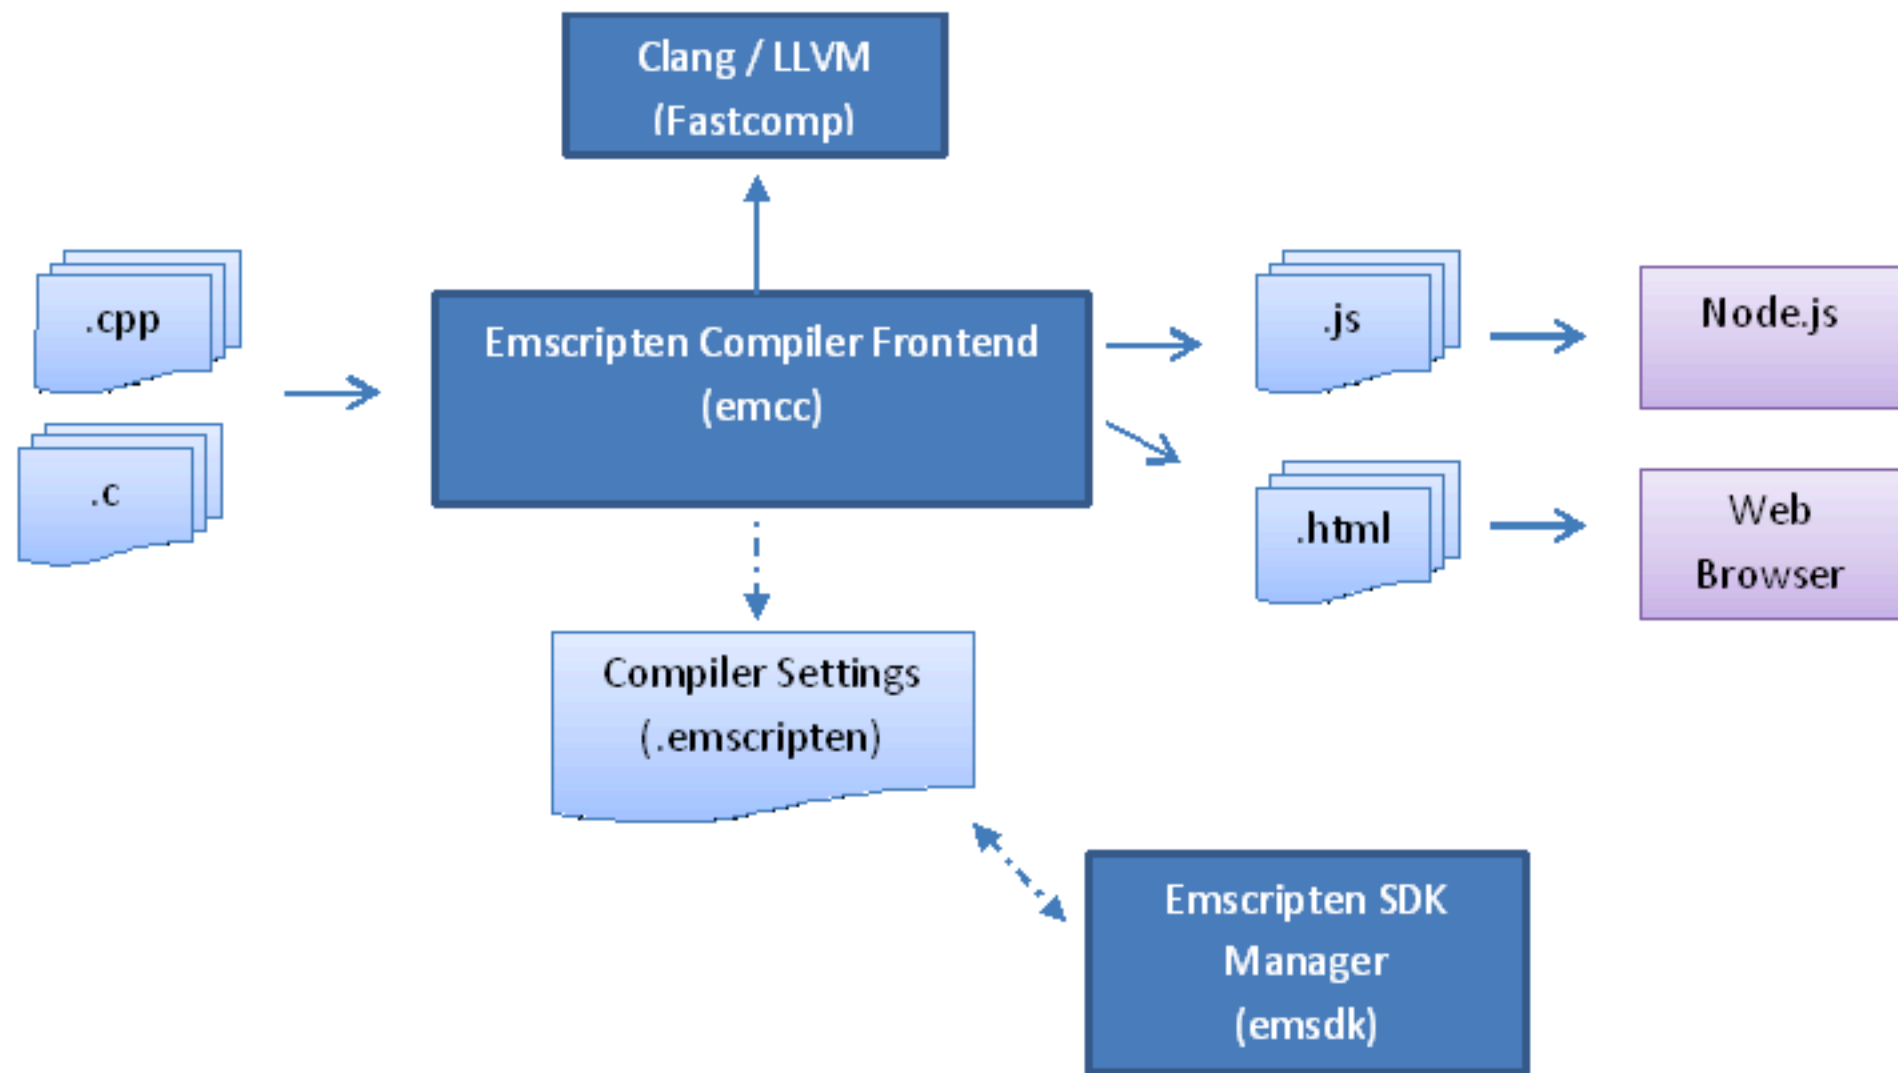 Clang / LLVM
(Fastcomp)
.cpp
.c
Emscripten Compiler Frontend
(emcc)
.js
Node.js
.html
Web
Browser
Compiler Settings
(.emscripten)
Emscripten SDK
Manager
(emsdk)